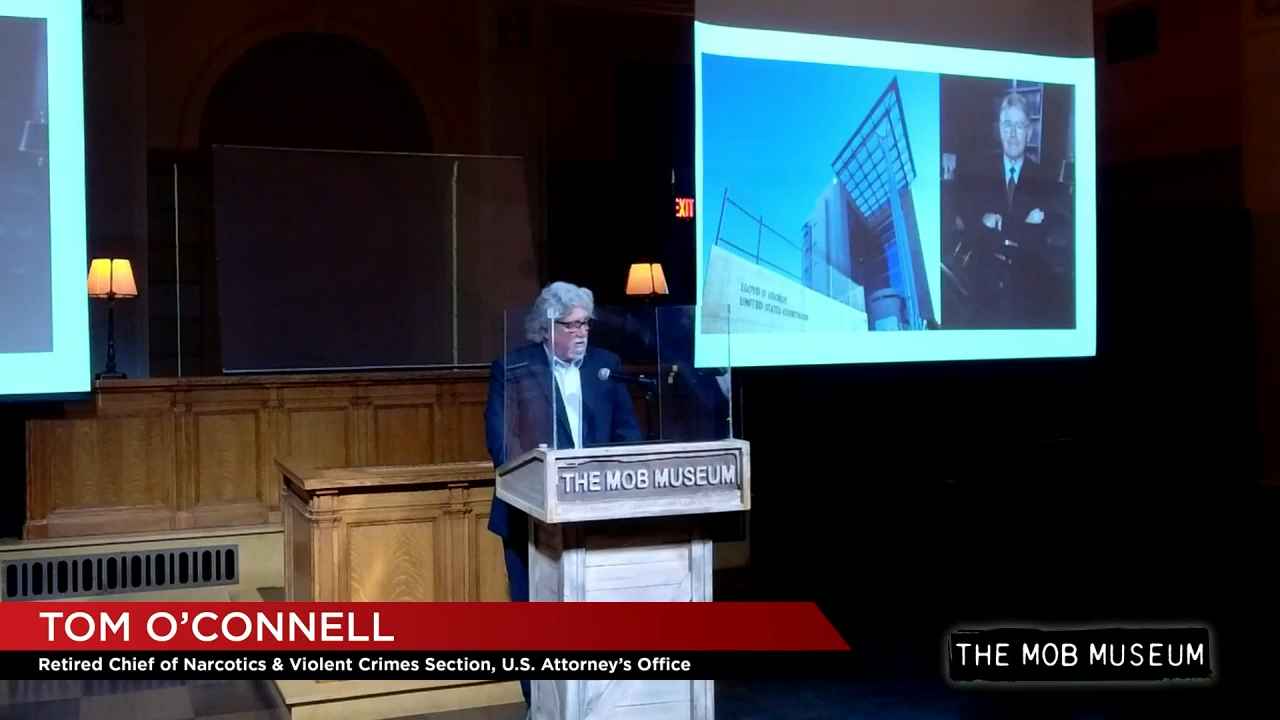 EXIT
LLOYD D GEORGE
UNITED STATES COURTHOUSE
THE MOB MUSEUM
TOM O'CONNELL
Retired Chief of Narcotics & Violent Crimes Section, U.S. Attorney's Office
THE MOB MUSEUM